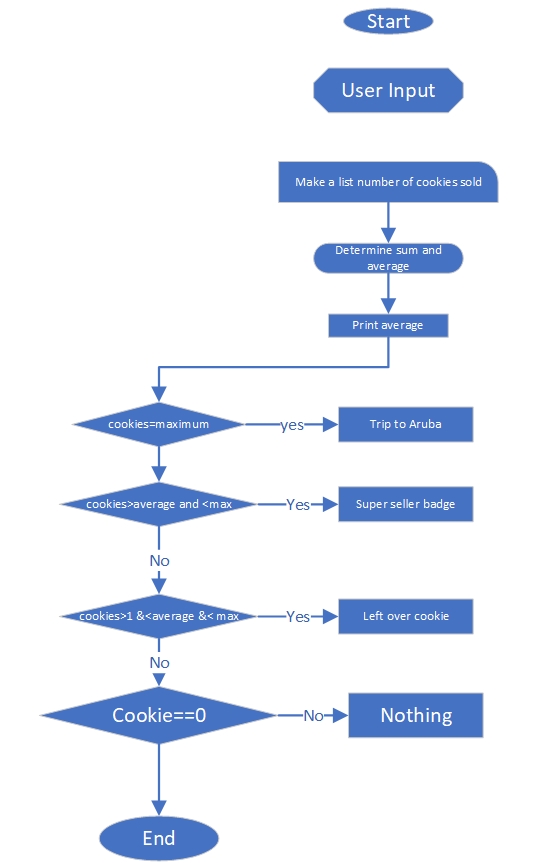 Start
User Input
Make a list number of cookies sold
Determine sum and
average
Print average
cookies=maximum
yes
Trip to Aruba
cookies>average and <max
Yes
Super seller badge
No
cookies>1 &<average &< max
Yes
Left over cookie
No
Cookie==0
No
Nothing
End